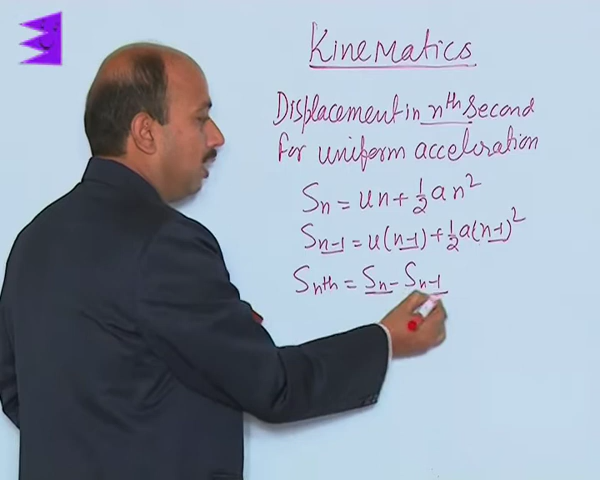 Kinematics
Displacement in nth second
For uniform acceleration
Sn = un + 1/2 an²
Sn-1 = u(n-1) + 1/2 a(n-1)²
Snth = Sn - Sn-1